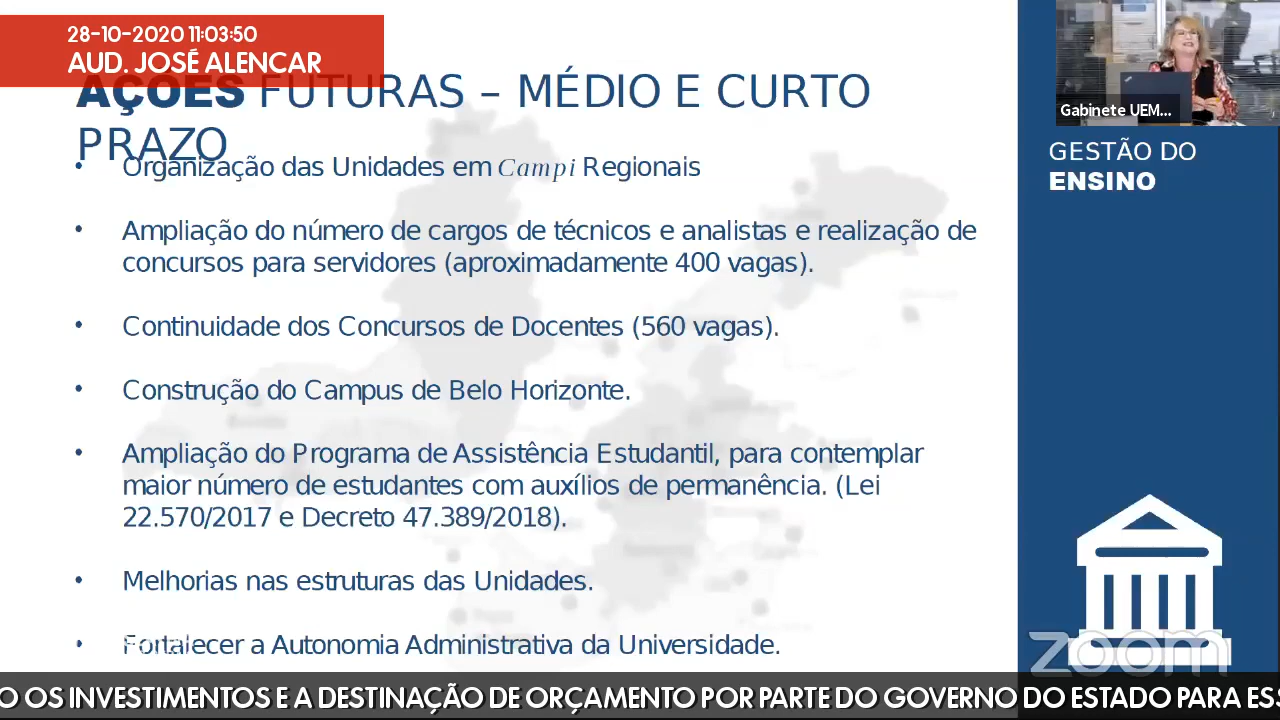 28-10-2020 11:03:50
AUD. JOSÉ ALENCAR
AÇÕES FUTURAS – MÉDIO E CURTO
PRAZO
• Organização das Unidades em Campi Regionais
• Ampliação do número de cargos de técnicos e analistas e realização de
concursos para servidores (aproximadamente 400 vagas).
• Continuidade dos Concursos de Docentes (560 vagas).
• Construção do Campus de Belo Horizonte.
• Ampliação do Programa de Assistência Estudantil, para contemplar
maior número de estudantes com auxílios de permanência. (Lei
22.570/2017 e Decreto 47.389/2018).
• Melhorias nas estruturas das Unidades.
• Fortalecer a Autonomia Administrativa da Universidade.
Gabinete UEM...
GESTÃO DO
ENSINO
zoom
O OS INVESTIMENTOS E A DESTINAÇÃO DE ORÇAMENTO POR PARTE DO GOVERNO DO ESTADO PARA ESS